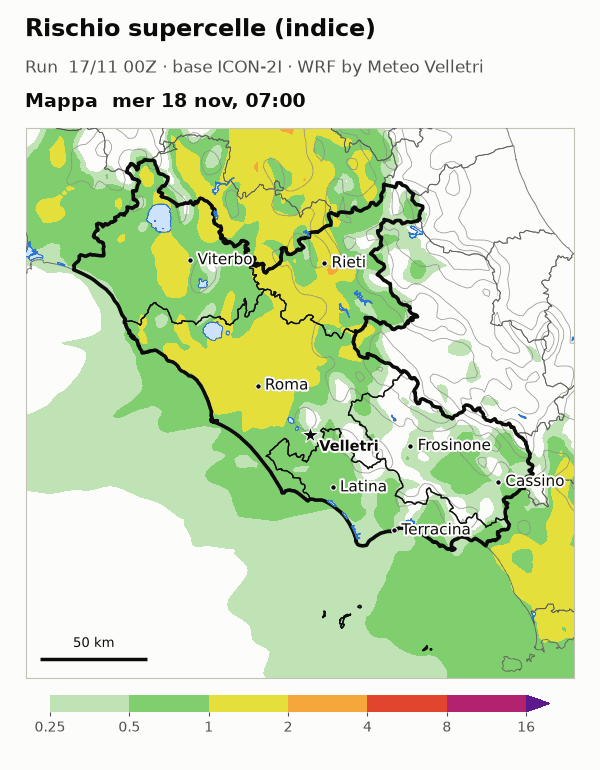 Rischio supercelle (indice)
Run  17/11 00Z · base ICON-2I · WRF by Meteo Velletri
Mappa  mer 18 nov, 07:00
Viterbo
Rieti
Roma
Velletri
Frosinone
Cassino
Latina
Terracina
50 km
0.25 0.5 1 2 4 8 16